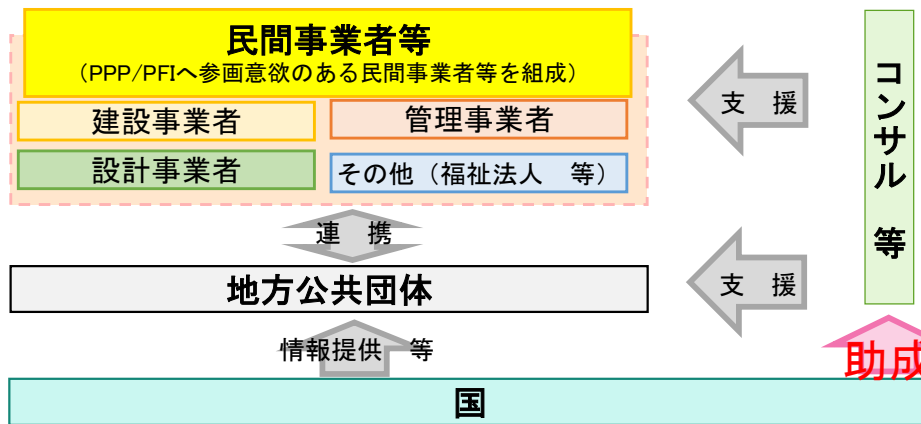 民間事業者等
(PPP/PFIへ参画意欲のある民間事業者等を組成)
建設事業者
管理事業者
設計事業者
その他（福祉法人　等）
支　援
コンサル　等
連　携
地方公共団体
支　援
情報提供　等
助成
国